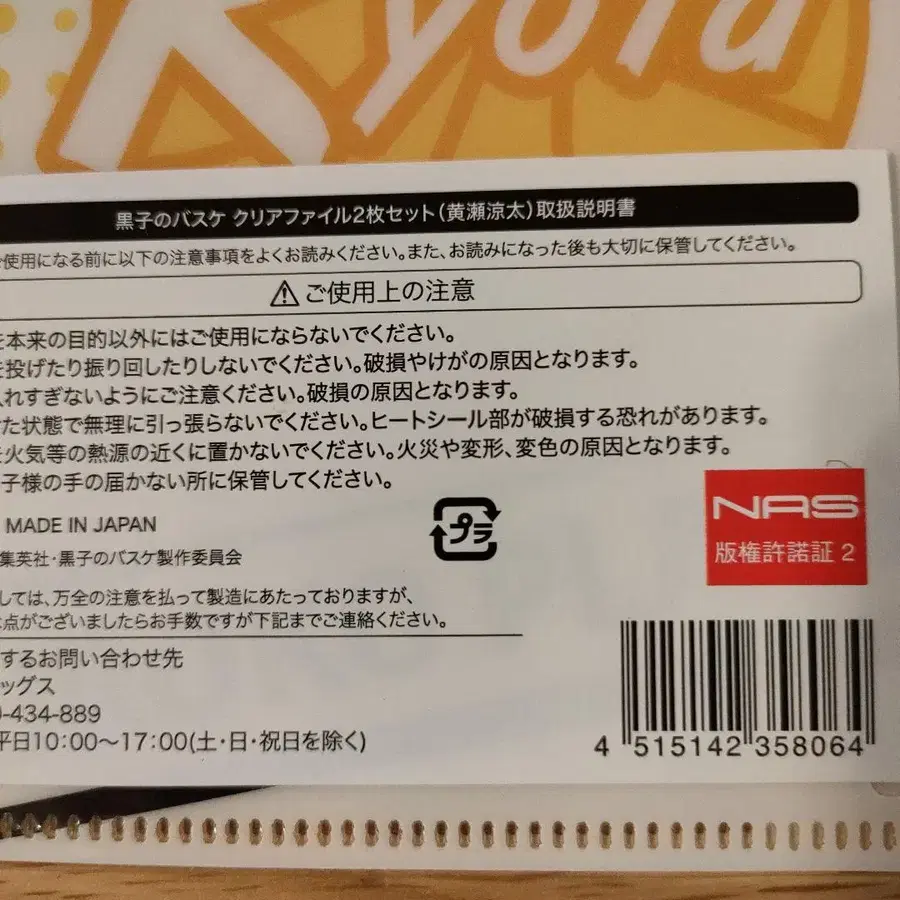 Kyota
黒子のバスケ クリアファイル2枚セット(黄瀬涼太)取扱説明書
使用になる前に以下の注意事項をよくお読みください。また、お読みになった後も大切に保管してください。
⚠ご使用上の注意
を本来の目的以外にはご使用にならないでください。
を投げたり振り回したりしないでください。破損やけがの原因となります。
れすぎないようにご注意ください。破損の原因となります。
た状態で無理に引っ張らないでください。ヒートシール部が破損する恐れがあります。
火気等の熱源の近くに置かないでください。火災や変形、変色の原因となります。
子様の手の届かない所に保管してください。
MADE IN JAPAN
プラ
NAS
版権許諾証 2
集英社・黒子のバスケ製作委員会
しては、万全の注意を払って製造にあたっておりますが、
点がございましたらお手数ですが下記までご連絡ください。
するお問い合わせ先
ッグス
-434-889
平日10:00〜17:00(土・日・祝日を除く)
4 515142 358064